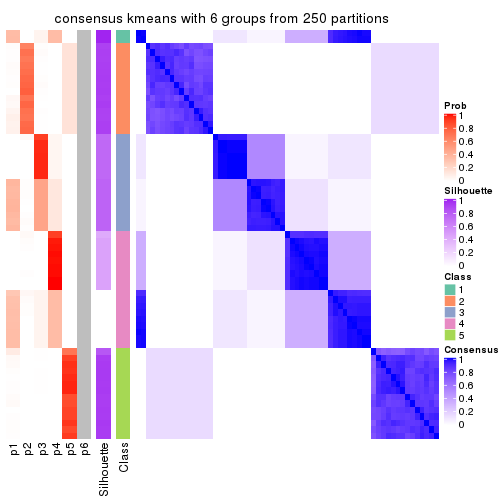 consensus kmeans with 6 groups from 250 partitions
Prob
1
0.8
0.6
0.4
0.2
0
Silhouette
1
0.8
0.6
0.4
0.2
0
Class
1
2
3
4
5
Consensus
1
0.8
0.6
0.4
0.2
0
p1
p2
p3
p4
p5
p6
Silhouette
Class